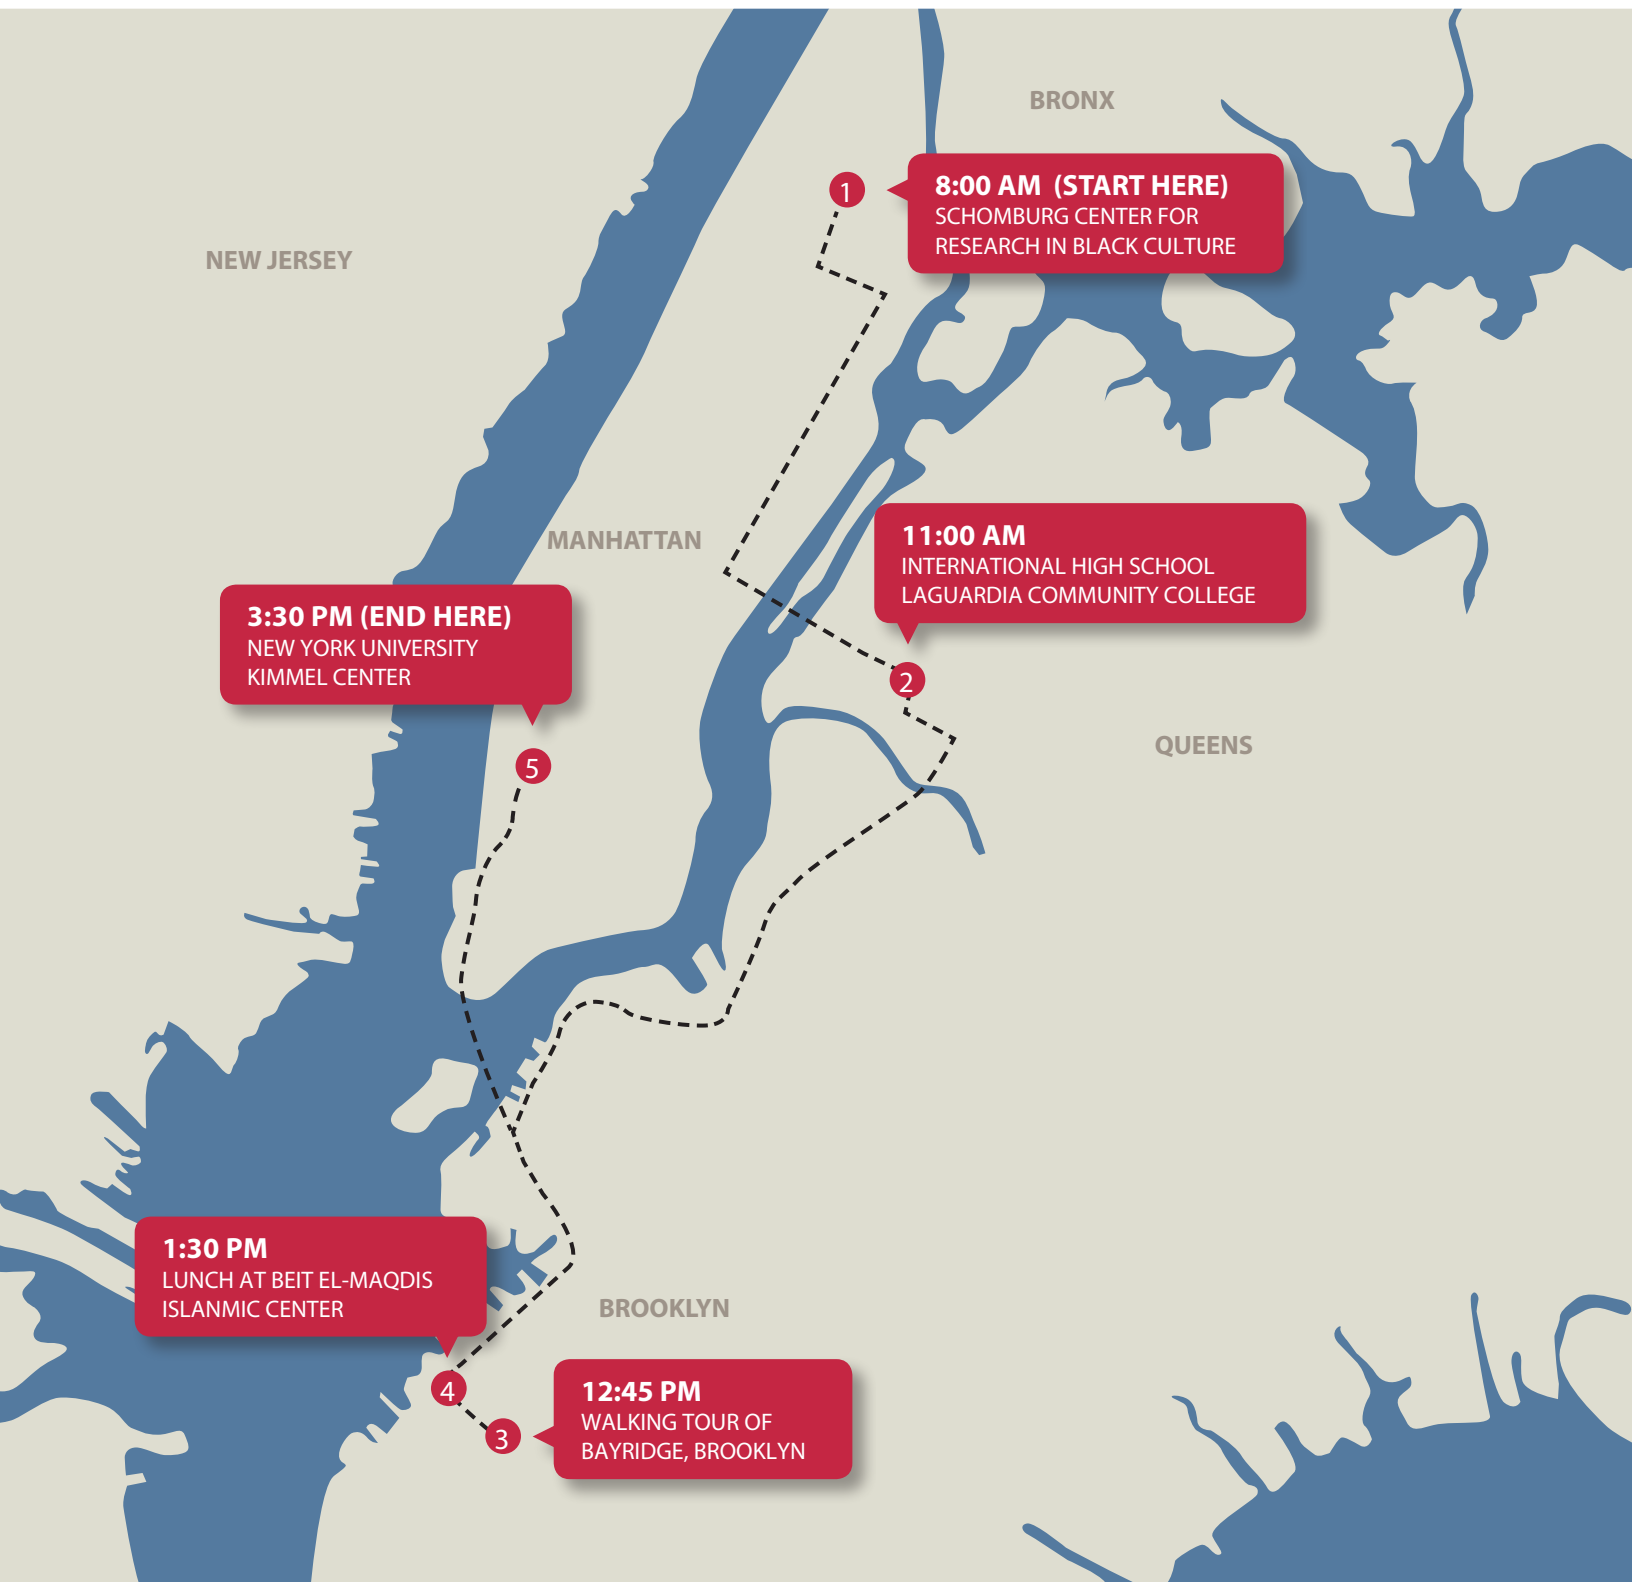 BRONX
1
8:00 AM (START HERE)
SCHOMBURG CENTER FOR
RESEARCH IN BLACK CULTURE
NEW JERSEY
MANHATTAN
11:00 AM
INTERNATIONAL HIGH SCHOOL
LAGUARDIA COMMUNITY COLLEGE
3:30 PM (END HERE)
NEW YORK UNIVERSITY
KIMMEL CENTER
2
QUEENS
5
1:30 PM
LUNCH AT BEIT EL-MAQDIS
ISLANMIC CENTER
BROOKLYN
4
12:45 PM
WALKING TOUR OF
BAYRIDGE, BROOKLYN
3